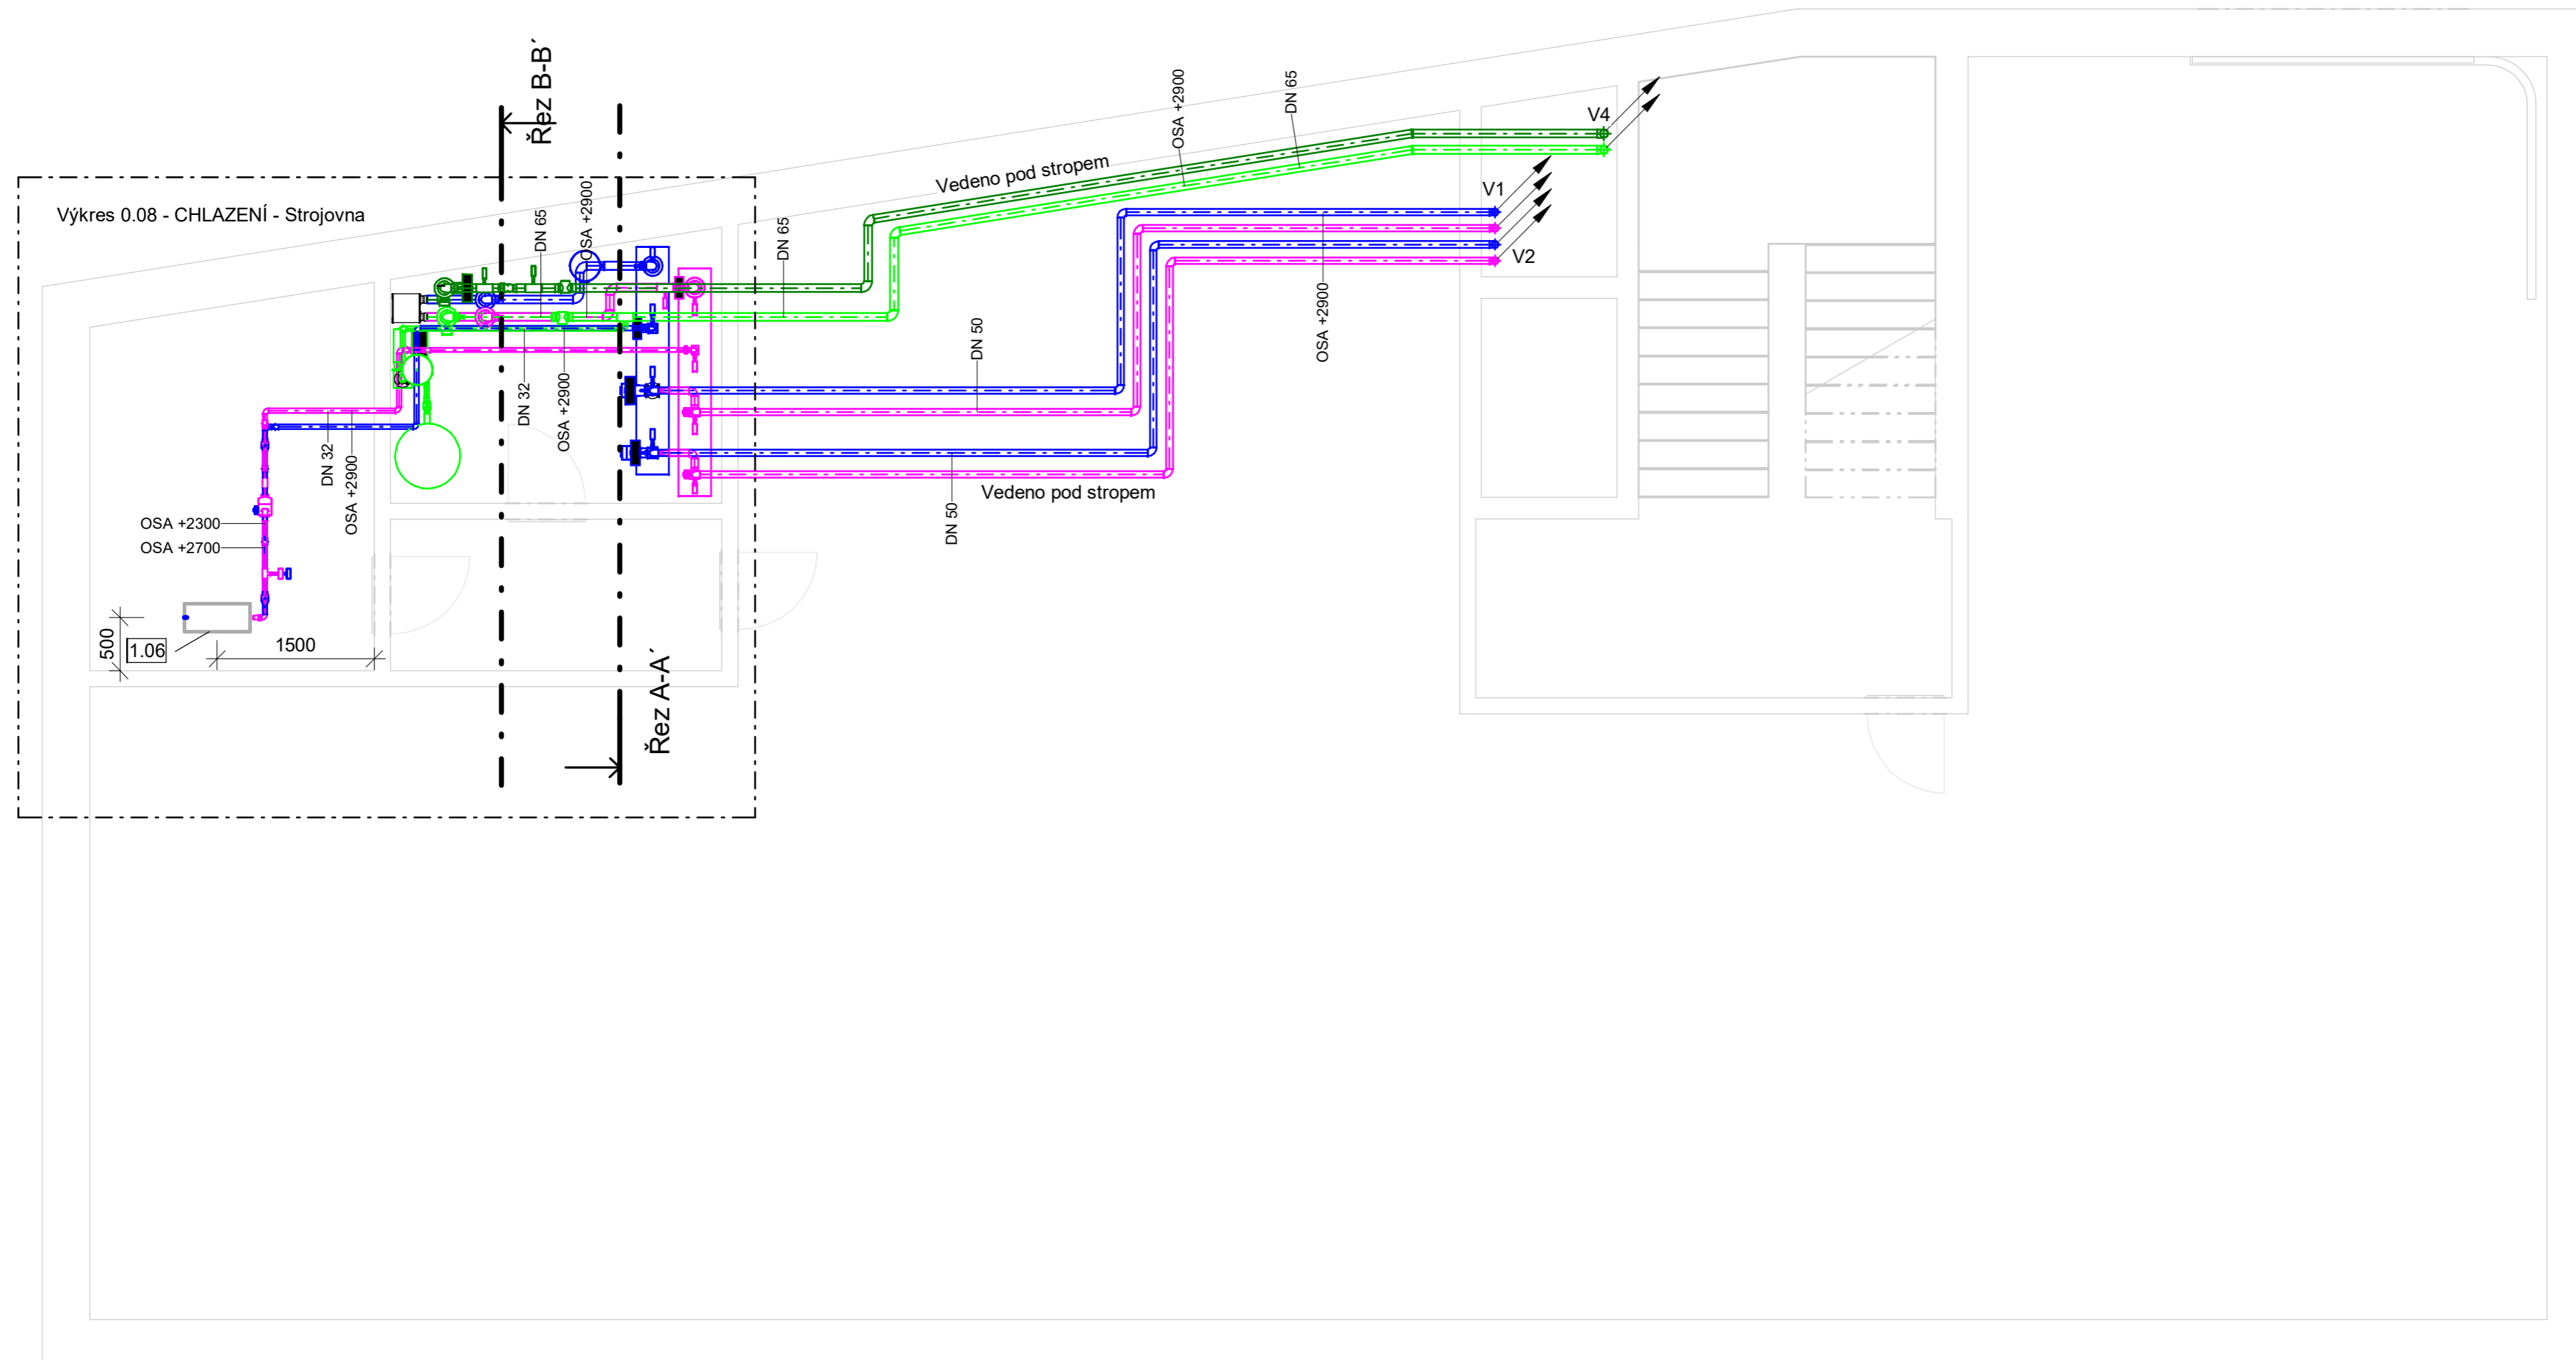 Řez B-B´
OSA +2900
DN 65
V4
Vedeno pod stropem
Výkres 0.08 - CHLAZENÍ - Strojovna
DN 65
OSA +2900
DN 65
V1
V2
OSA +2900
DN 50
DN 32
OSA +2900
DN 32
OSA +2900
Vedeno pod stropem
DN 50
OSA +2300
OSA +2700
500
1.06
1500
Řez A-A´